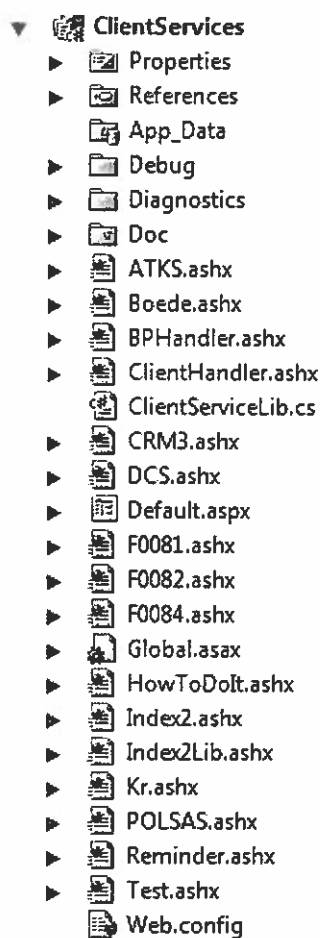 ClientServices
Properties
References
App_Data
Debug
Diagnostics
Doc
ATKS.ashx
Boede.ashx
BPHandler.ashx
ClientHandler.ashx
ClientServiceLib.cs
CRM3.ashx
DCS.ashx
Default.aspx
F0081.ashx
F0082.ashx
F0084.ashx
Global.asax
HowToDoIt.ashx
Index2.ashx
Index2Lib.ashx
Kr.ashx
POLSAS.ashx
Reminder.ashx
Test.ashx
Web.config